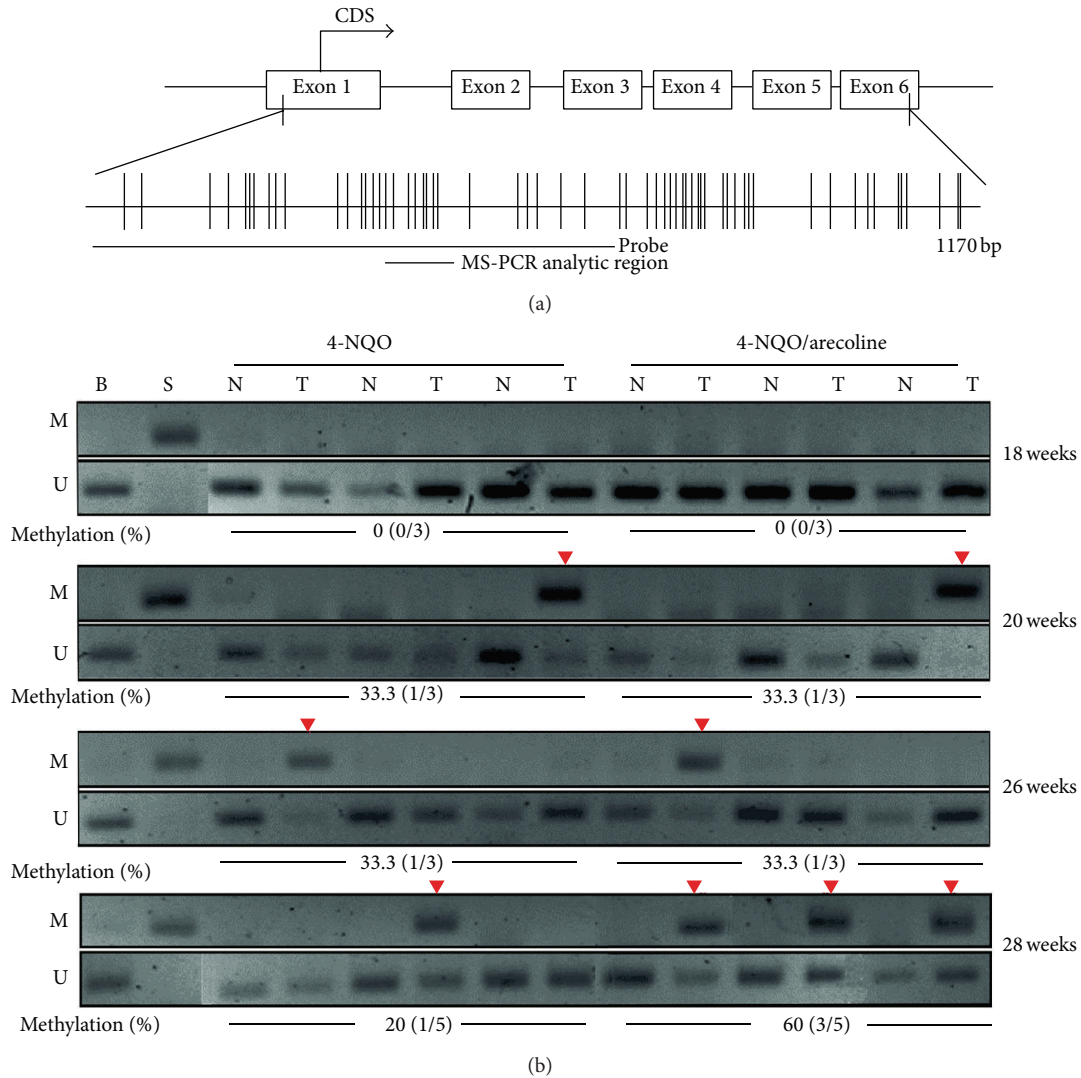 CDS
Exon 1 Exon 2 Exon 3 Exon 4 Exon 5 Exon 6
Probe 1170 bp
MS-PCR analytic region
(a)
4-NQO 4-NQO/arecoline
B S N T N T N T N T N T N T
M
18 weeks
U
Methylation (%) 0 (0/3) 0 (0/3)
M
20 weeks
U
Methylation (%) 33.3 (1/3) 33.3 (1/3)
M
26 weeks
U
Methylation (%) 33.3 (1/3) 33.3 (1/3)
M
28 weeks
U
Methylation (%) 20 (1/5) 60 (3/5)
(b)